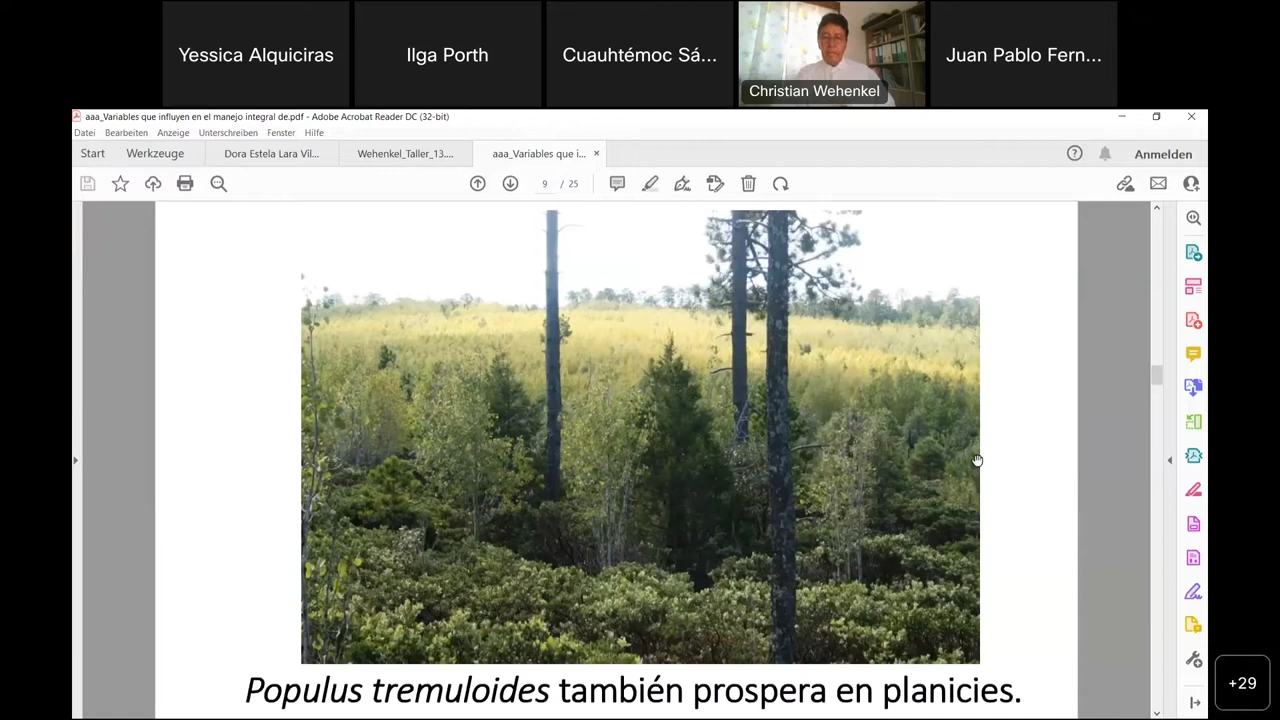 Yessica Alquiciras
Ilga Porth
Cuauhtémoc Sá...
Christian Wehenkel
Juan Pablo Fern...
aaa_Variables que influyen en el manejo integral de.pdf - Adobe Acrobat Reader DC (32-bit)
Datei Bearbeiten Anzeige Unterschreiben Fenster Hilfe
Start Werkzeuge Dora Estela Lara Vil... Wehenkel_Taller_13.... aaa_Variables que i... × Anmelden
9 / 25
Populus tremuloides también prospera en planicies.
+29